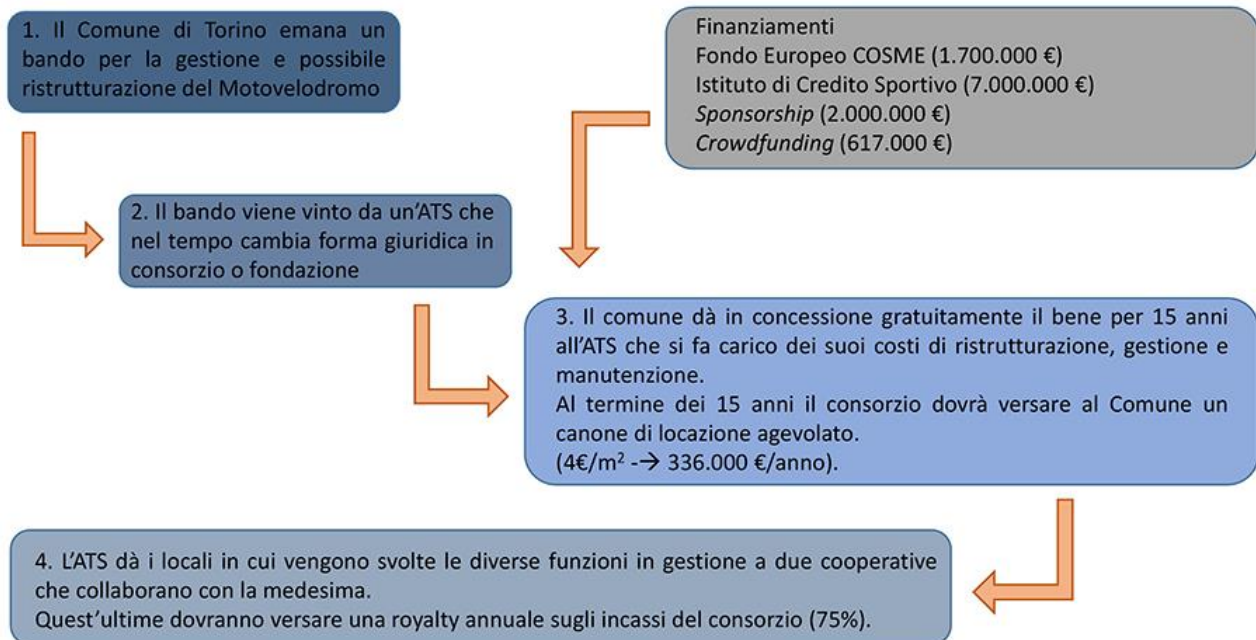 1. Il Comune di Torino emana un
bando per la gestione e possibile
ristrutturazione del Motovelodromo
Finanziamenti
Fondo Europeo COSME (1.700.000 €)
Istituto di Credito Sportivo (7.000.000 €)
Sponsorship (2.000.000 €)
Crowdfunding (617.000 €)
2. Il bando viene vinto da un’ATS che
nel tempo cambia forma giuridica in
consorzio o fondazione
3. Il comune dà in concessione gratuitamente il bene per 15 anni
all’ATS che si fa carico dei suoi costi di ristrutturazione, gestione e
manutenzione.
Al termine dei 15 anni il consorzio dovrà versare al Comune un
canone di locazione agevolato.
(4€/m² -→ 336.000 €/anno).
4. L’ATS dà i locali in cui vengono svolte le diverse funzioni in gestione a due cooperative
che collaborano con la medesima.
Quest’ultime dovranno versare una royalty annuale sugli incassi del consorzio (75%).